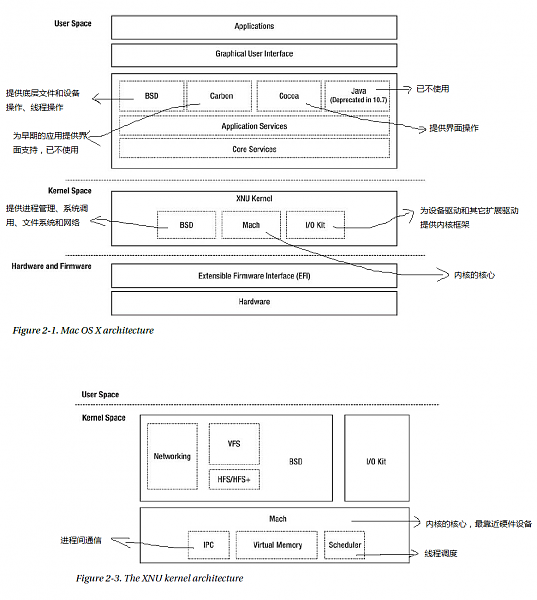 User Space
Applications
Graphical User Interface
提供底层文件和设备
操作、线程操作
BSD
Carbon
Cocoa
Java
(Deprecated in 10.7)
已不使用
为早期的应用提供界
面支持，已不使用
Application Services
提供界面操作
Core Services
Kernel Space
XNU Kernel
提供进程管理、系统调
用、文件系统和网络
BSD
Mach
I/O Kit
为设备驱动和其它扩展驱动
提供内核框架
Hardware and Firmware
Extensible Firmware Interface (EFI)
内核的核心
Hardware
Figure 2-1. Mac OS X architecture
User Space
Kernel Space
Networking
VFS
HFS/HFS+
BSD
I/O Kit
Mach
内核的核心，最靠近硬件设备
进程间通信
IPC
Virtual Memory
Scheduler
线程调度
Figure 2-3. The XNU kernel architecture